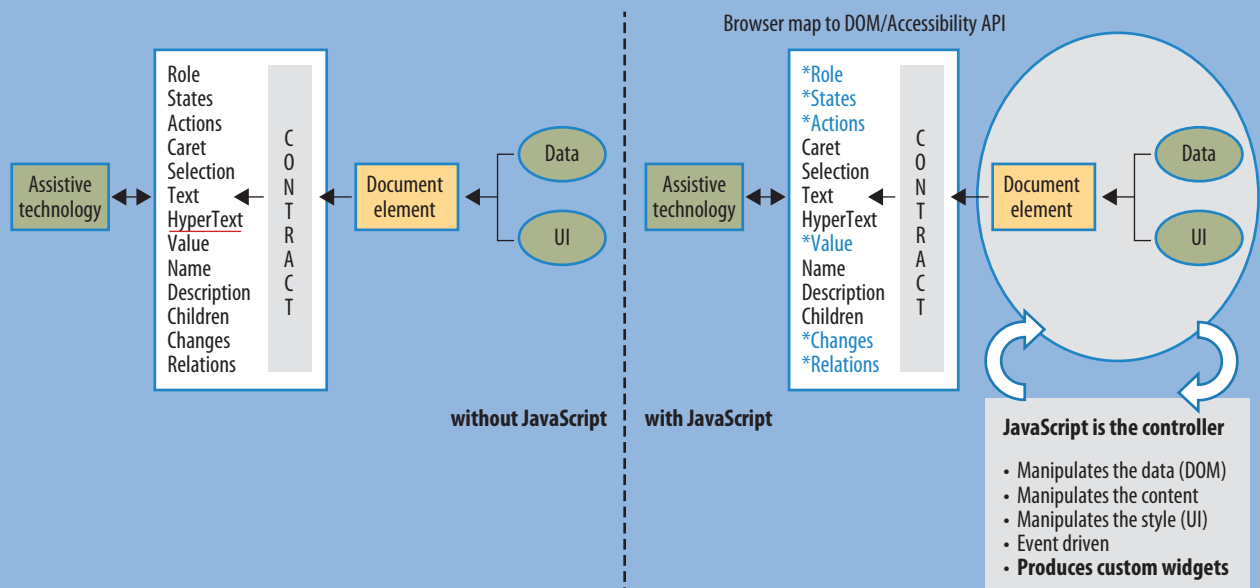 Browser map to DOM/Accessibility API
Assistive
technology
Role
States
Actions
Caret
Selection
Text
HyperText
Value
Name
Description
Children
Changes
Relations
C
O
N
T
R
A
C
T
Document
element
Data
UI
without JavaScript
with JavaScript
Assistive
technology
*Role
*States
*Actions
Caret
Selection
Text
HyperText
*Value
Name
Description
Children
*Changes
*Relations
C
O
N
T
R
A
C
T
Document
element
Data
UI
JavaScript is the controller
• Manipulates the data (DOM)
• Manipulates the content
• Manipulates the style (UI)
• Event driven
• Produces custom widgets